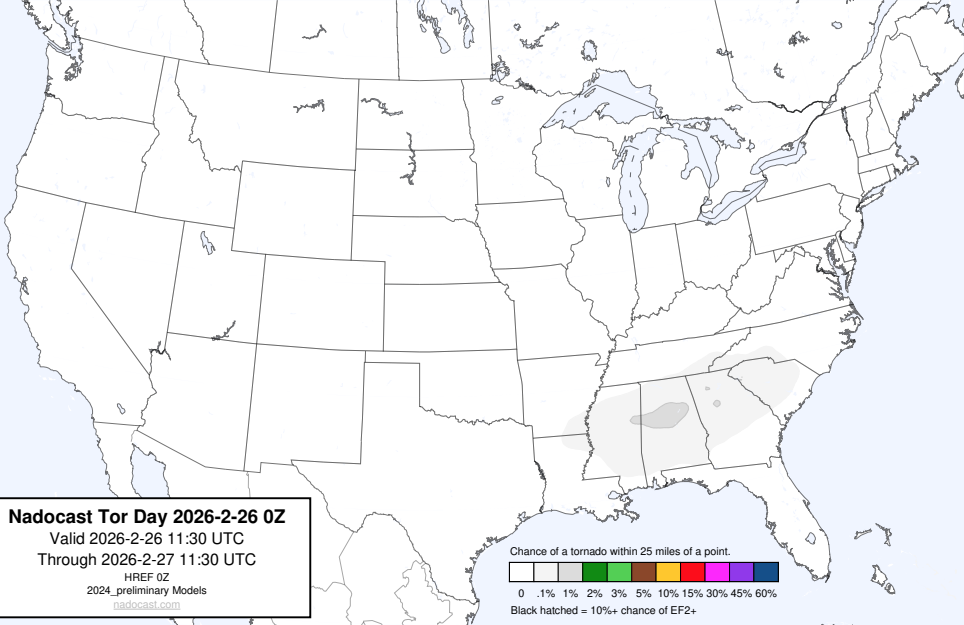 Nadocast Tor Day 2026-2-26 0Z
Valid 2026-2-26 11:30 UTC
Through 2026-2-27 11:30 UTC
HREF 0Z
2024_preliminary Models
nadocast.com
Chance of a tornado within 25 miles of a point.
0 .1% 1% 2% 3% 5% 10% 15% 30% 45% 60%
Black hatched = 10%+ chance of EF2+